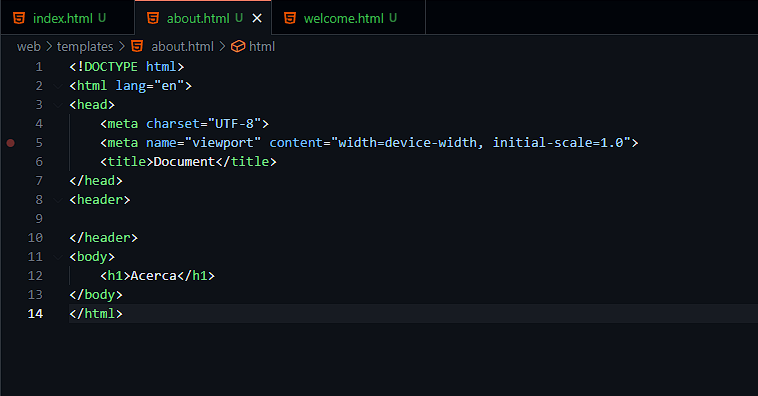 index.html U about.html U welcome.html U
web > templates > about.html > html
1 <!DOCTYPE html>
2 <html lang="en">
3 <head>
4     <meta charset="UTF-8">
5     <meta name="viewport" content="width=device-width, initial-scale=1.0">
6     <title>Document</title>
7 </head>
8 <header>
9
10 </header>
11 <body>
12     <h1>Acerca</h1>
13 </body>
14 </html>